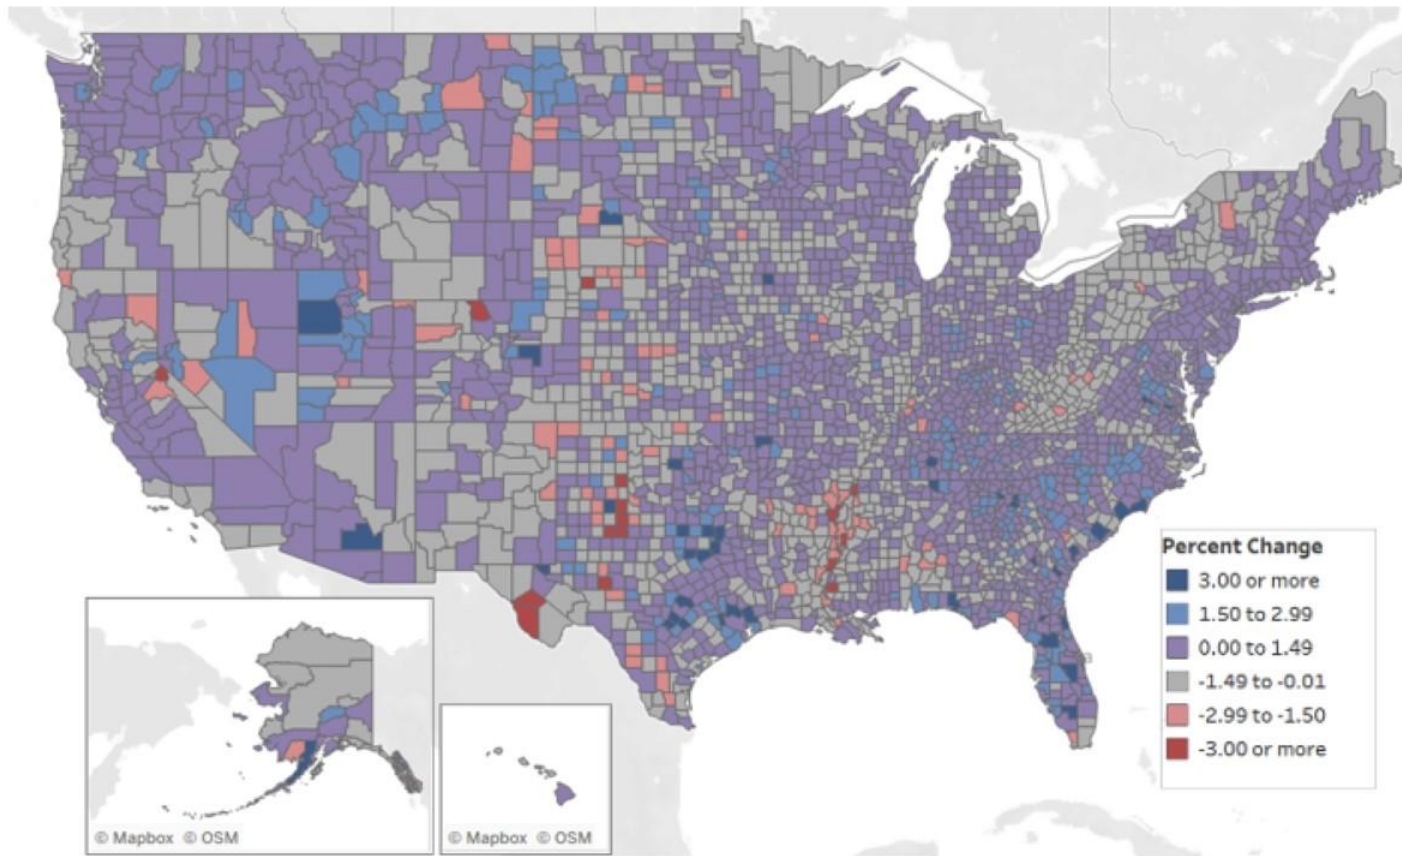 Percent Change
3.00 or more
1.50 to 2.99
0.00 to 1.49
-1.49 to -0.01
-2.99 to -1.50
-3.00 or more
© Mapbox © OSM
© Mapbox © OSM